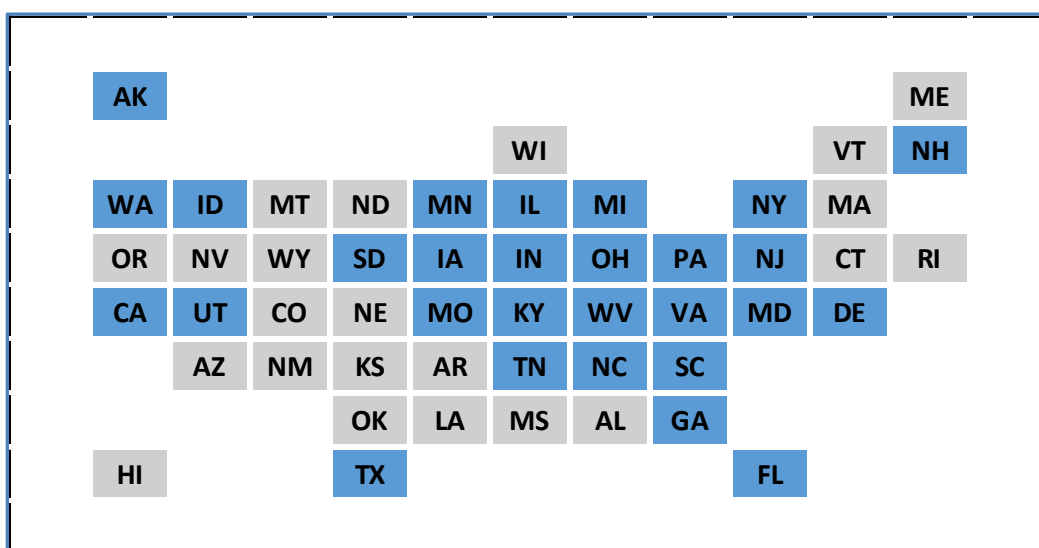 AK ME
WI VT NH
WA ID MT ND MN IL MI NY MA
OR NV WY SD IA IN OH PA NJ CT RI
CA UT CO NE MO KY WV VA MD DE
AZ NM KS AR TN NC SC
OK LA MS AL GA
HI TX FL